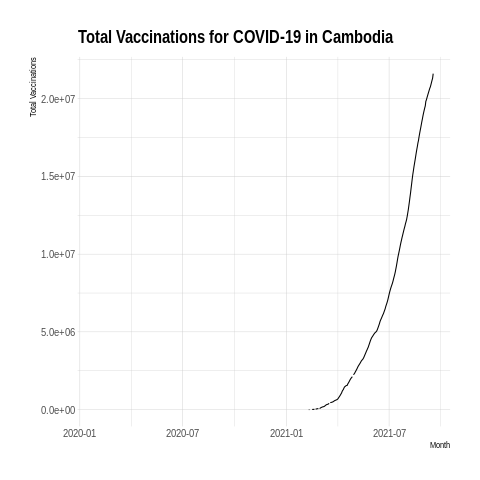 Total Vaccinations for COVID-19 in Cambodia
Total Vaccinations
2.0e+07
1.5e+07
1.0e+07
5.0e+06
0.0e+00
2020-01 2020-07 2021-01 2021-07
Month